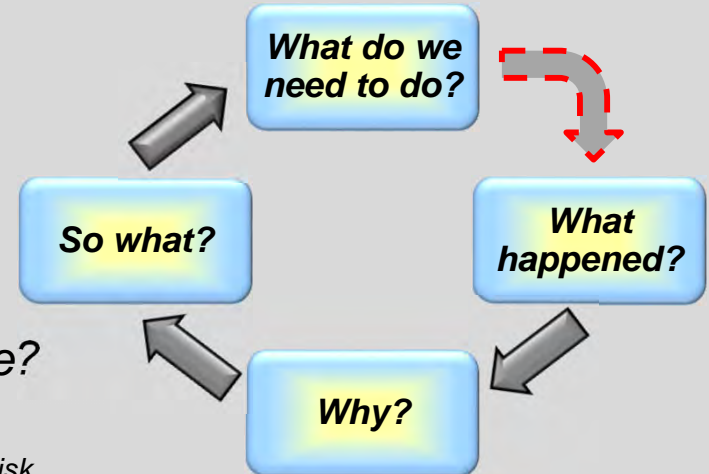 What do we
need to do?
So what?
What
happened?
Why?